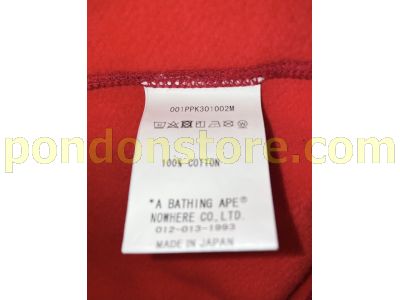 001PPK301002M
pondonstore.com
100% COTTON
"A BATHING APE®
NOWHERE CO., LTD.
012-013-1993
MADE IN JAPAN